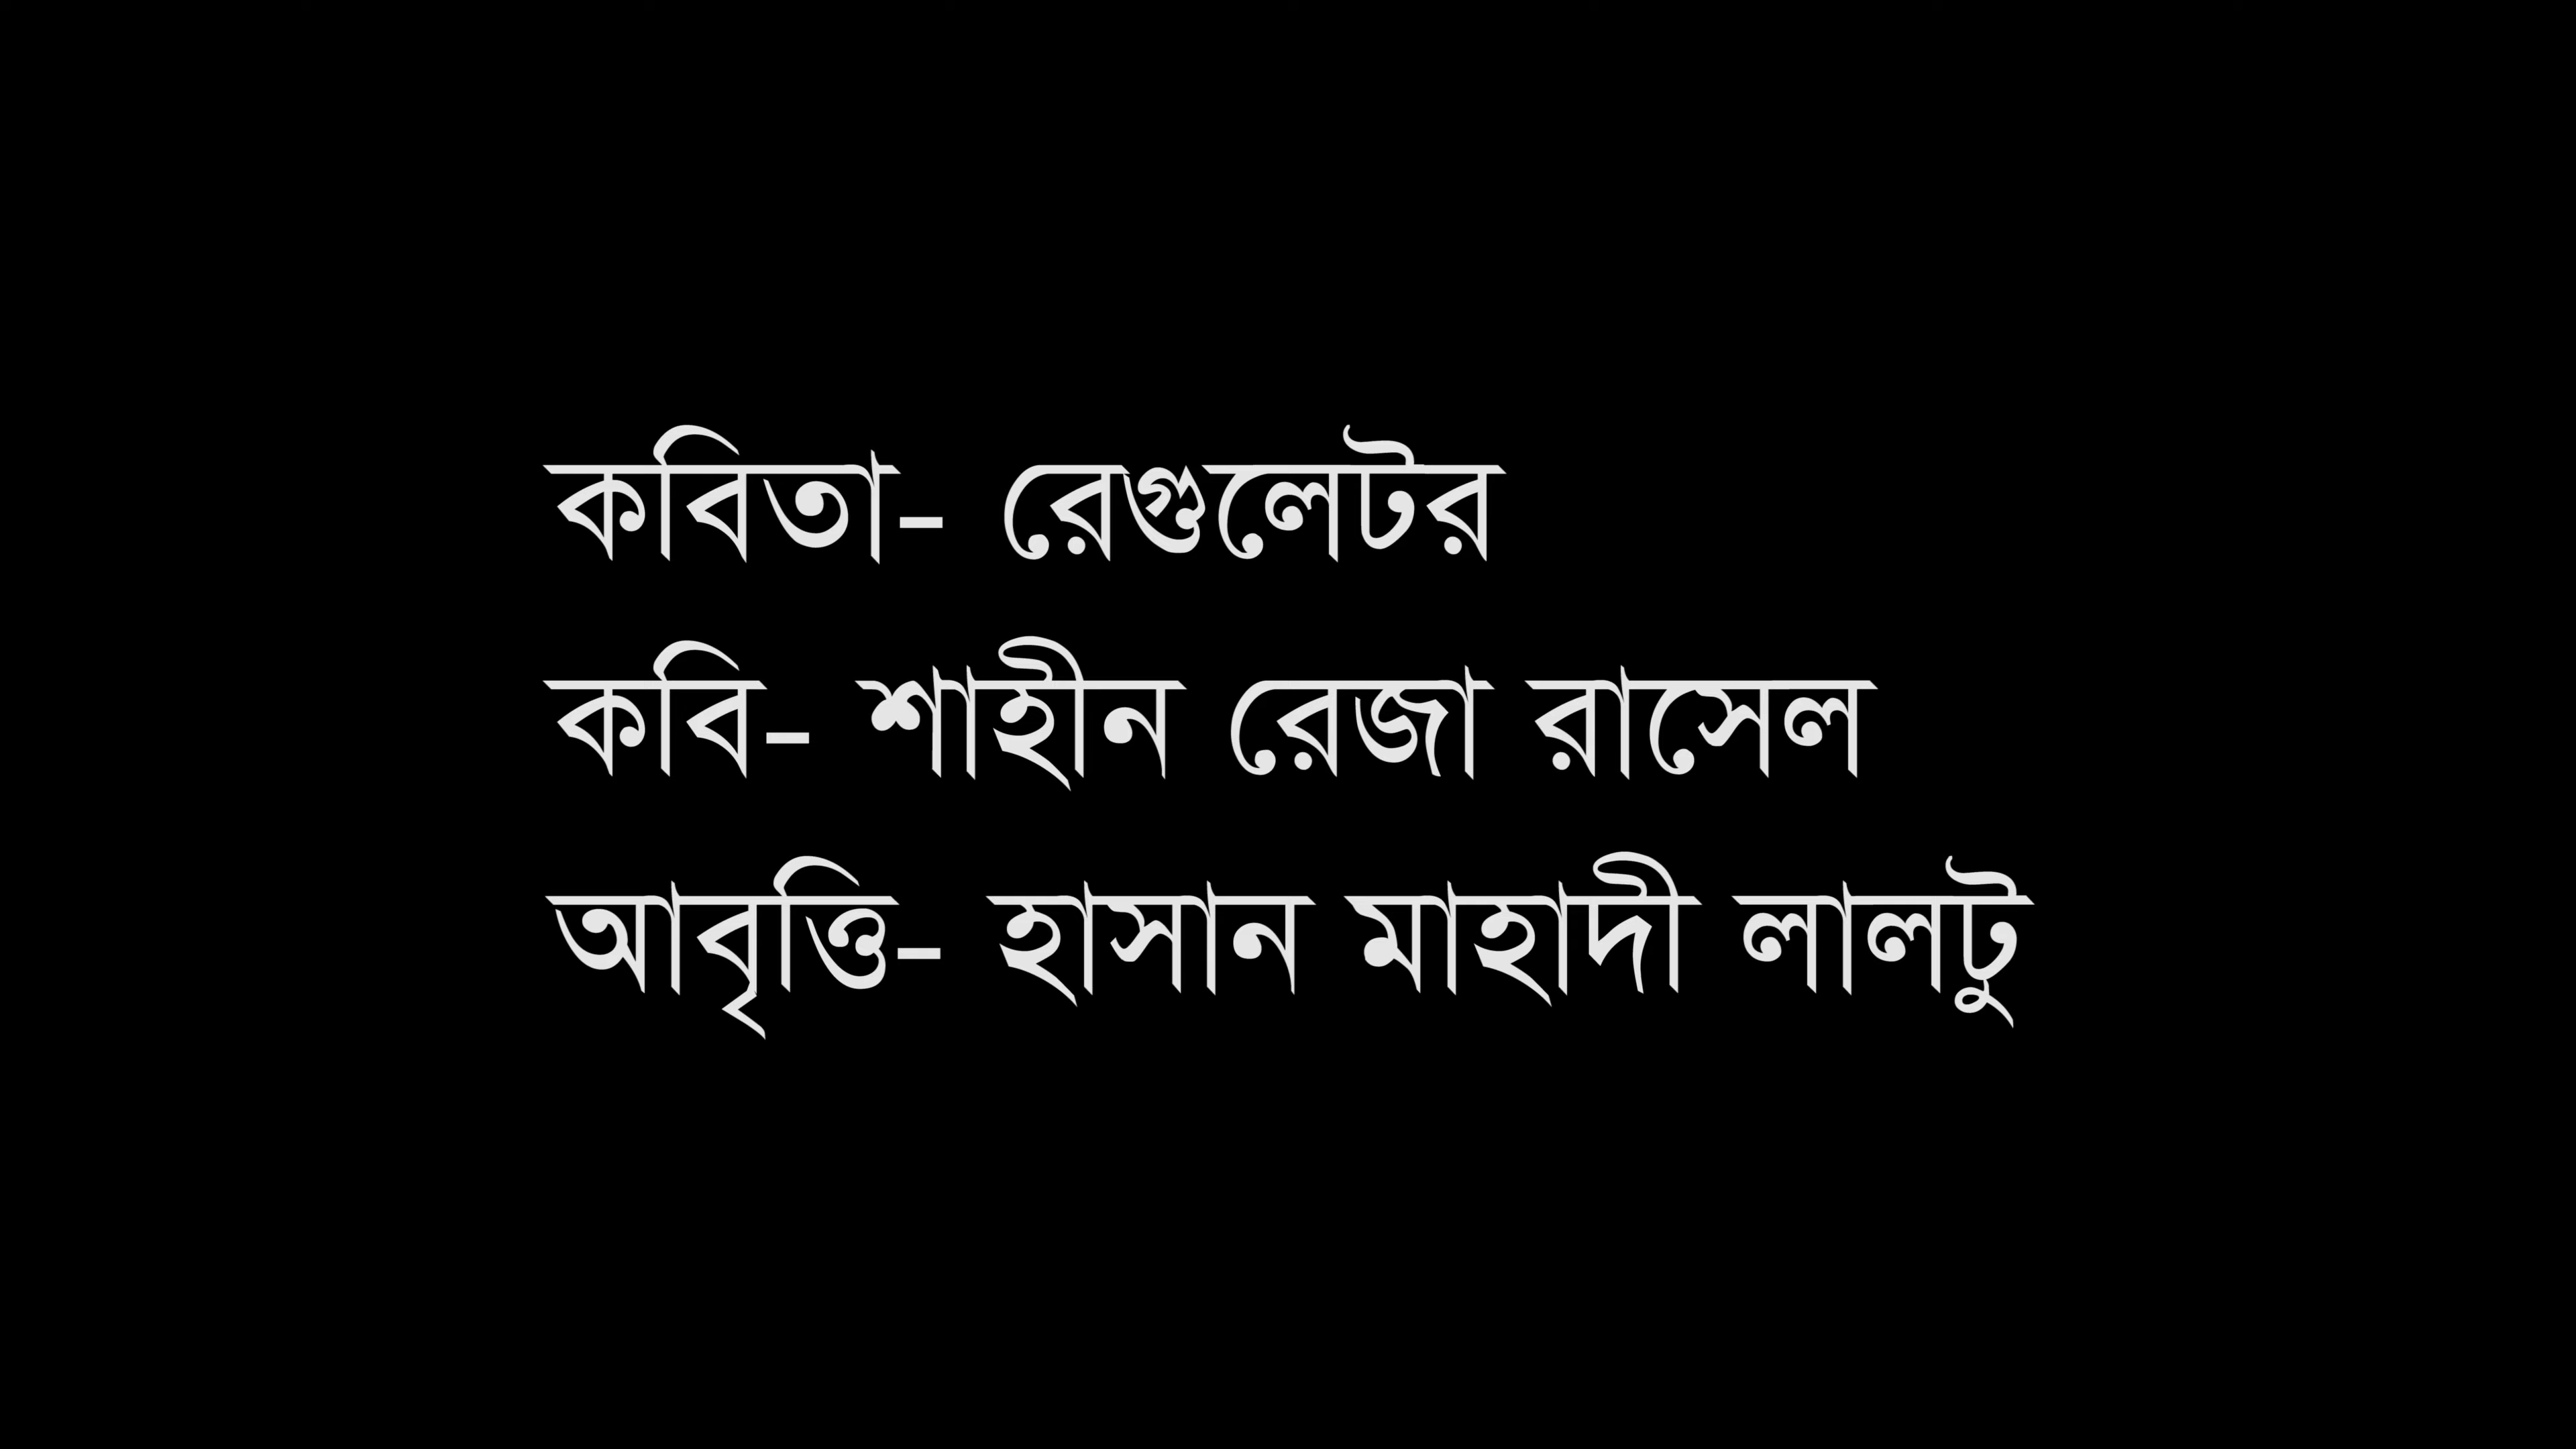 কবিতা- রেগুলেটর
কবি- শাহীন রেজা রাসেল
আবৃত্তি- হাসান মাহাদী লালটু